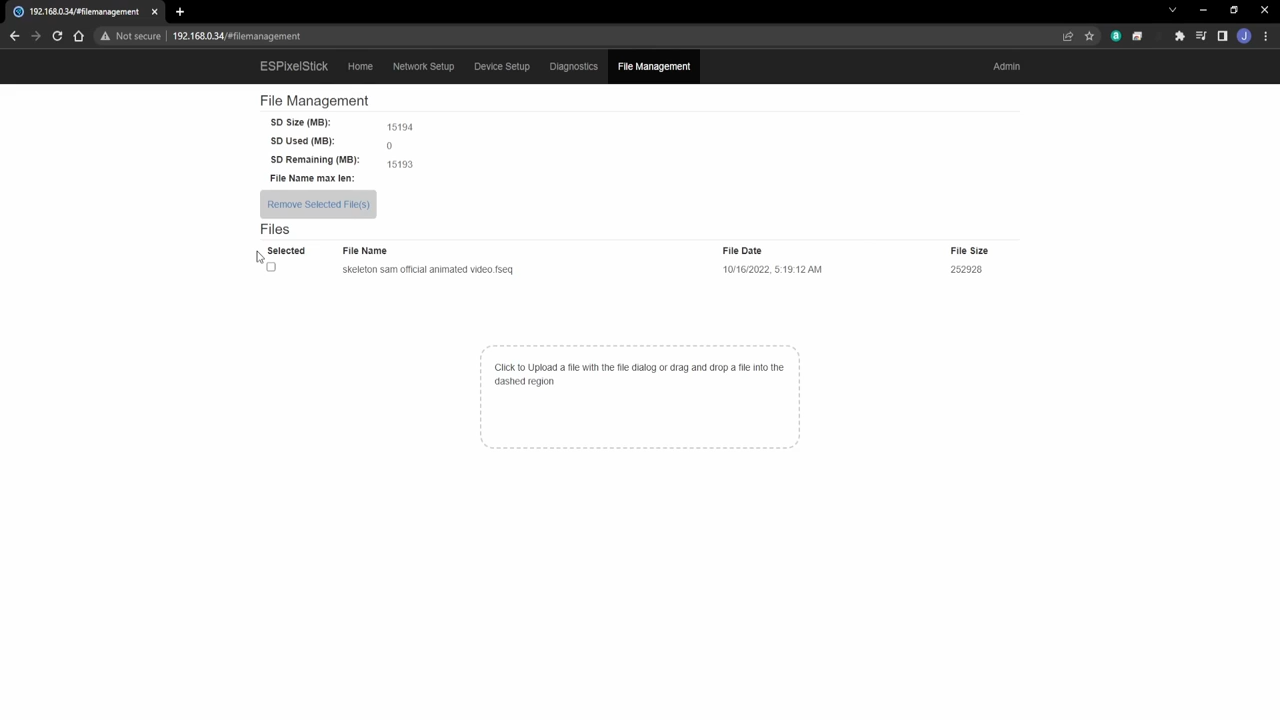 192.168.0.34/#filemanagement
Not secure
192.168.0.34/#filemanagement
J
ESPixelStick Home Network Setup Device Setup Diagnostics File Management Admin
File Management
SD Size (MB): 15194
SD Used (MB): 0
SD Remaining (MB): 15193
File Name max len:
Remove Selected File(s)
Files
Selected File Name File Date File Size
skeleton sam official animated video.fseq 10/16/2022, 5:19:12 AM 252928
Click to Upload a file with the file dialog or drag and drop a file into the
dashed region